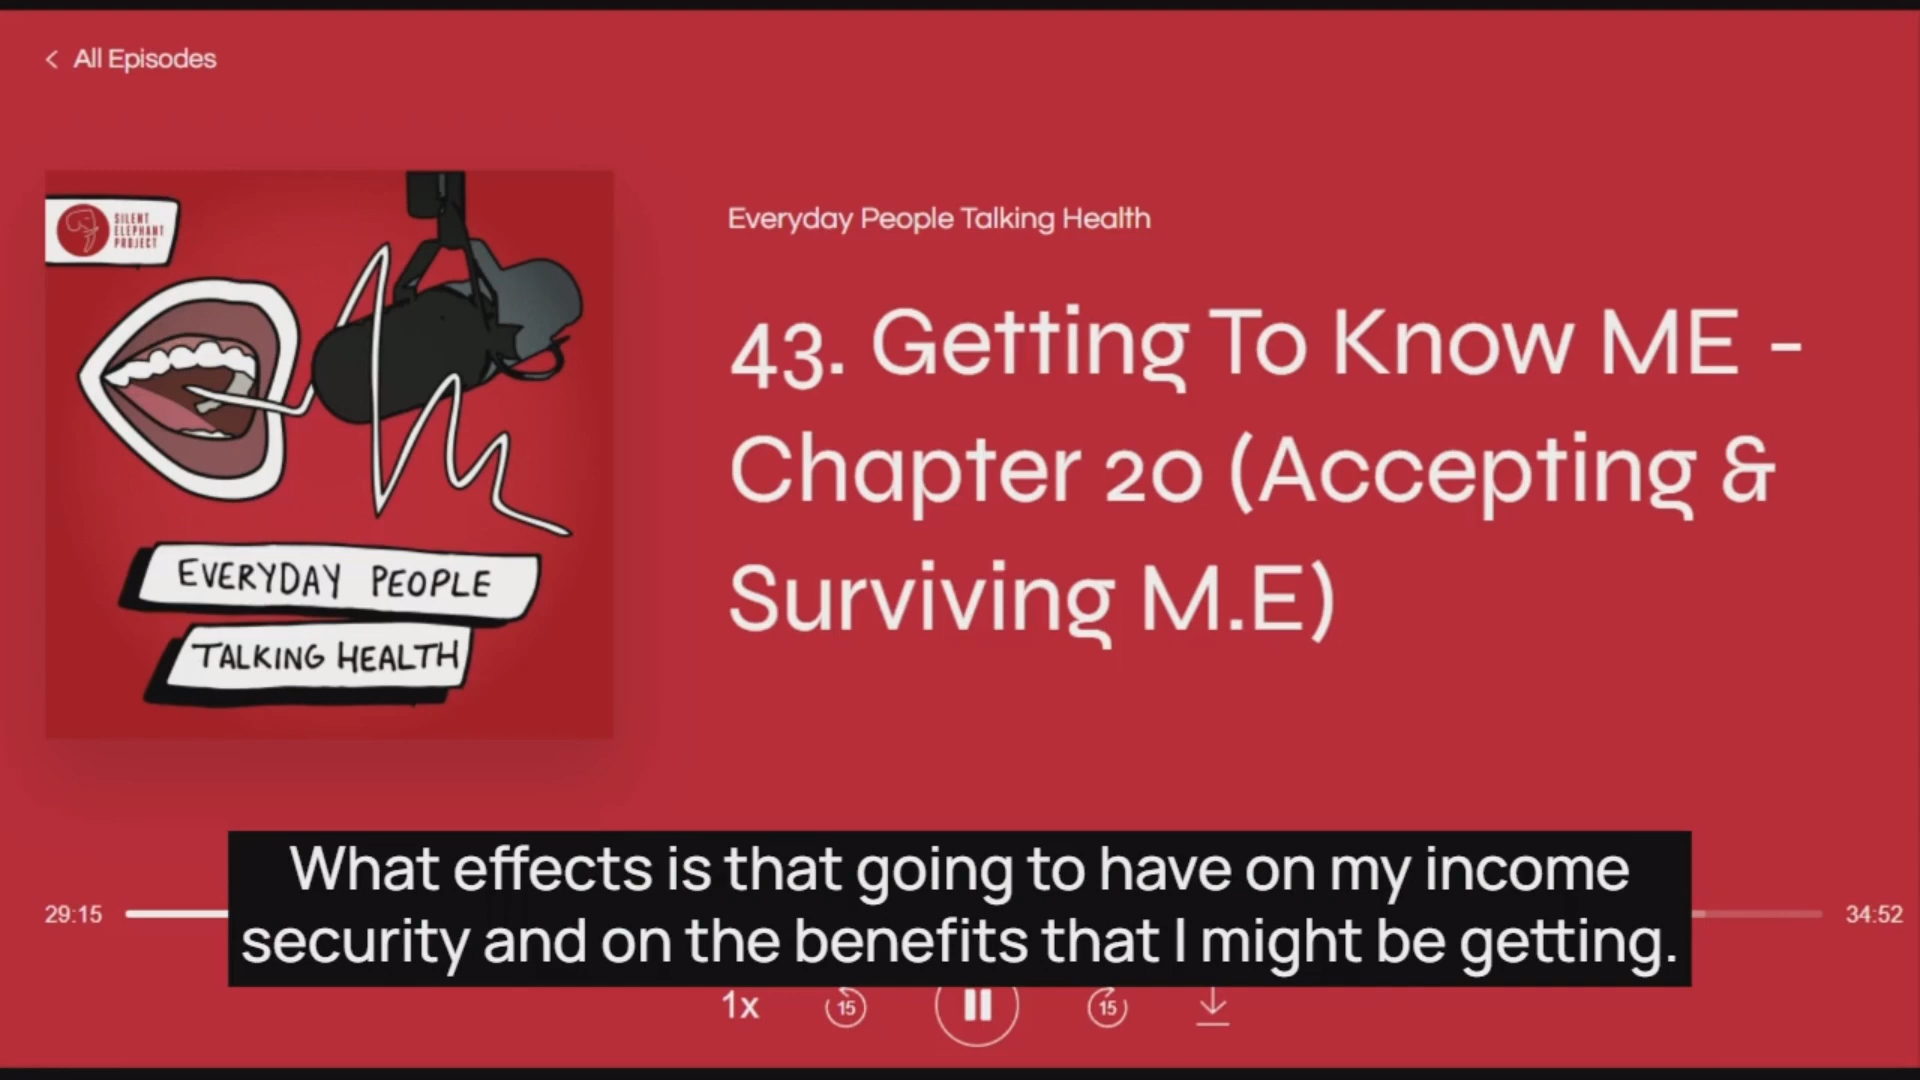 All Episodes
SILENT
ELEPHANT
PROJECT
EVERYDAY PEOPLE
TALKING HEALTH
Everyday People Talking Health
43. Getting To Know ME -
Chapter 20 (Accepting &
Surviving M.E)
What effects is that going to have on my income
security and on the benefits that I might be getting.
29:15
34:52
1x
15
15